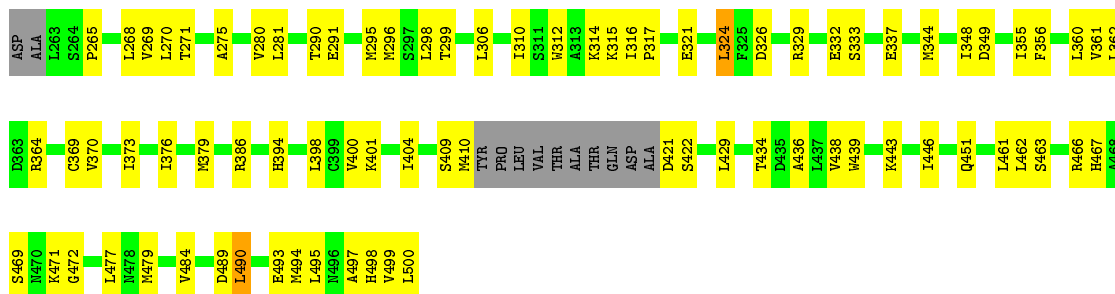 ASP ALA L263 S264 P265 L268 V269 L270 T271 A275 V280 L281 T290 E291 M295 M296 S297 L298 T299 L306 I310 S311 W312 A313 K314 K315 I316 P317 E321 L324 F325 D326 R329 E332 S333 E337 M344 I348 D349 I355 F356 L360 V361 L362
D363 R364 C369 V370 I373 I376 M379 R386 H394 L398 C399 V400 K401 I404 S409 M410 TYR PRO LEU VAL THR ALA THR GLN ASP ALA D421 S422 L429 T434 D435 A436 L437 V438 W439 K443 I446 Q451 L461 L462 S463 R466 H467 A468
S469 N470 K471 G472 L477 N478 M479 V484 D489 L490 E493 M494 L495 N496 A497 H498 V499 L500